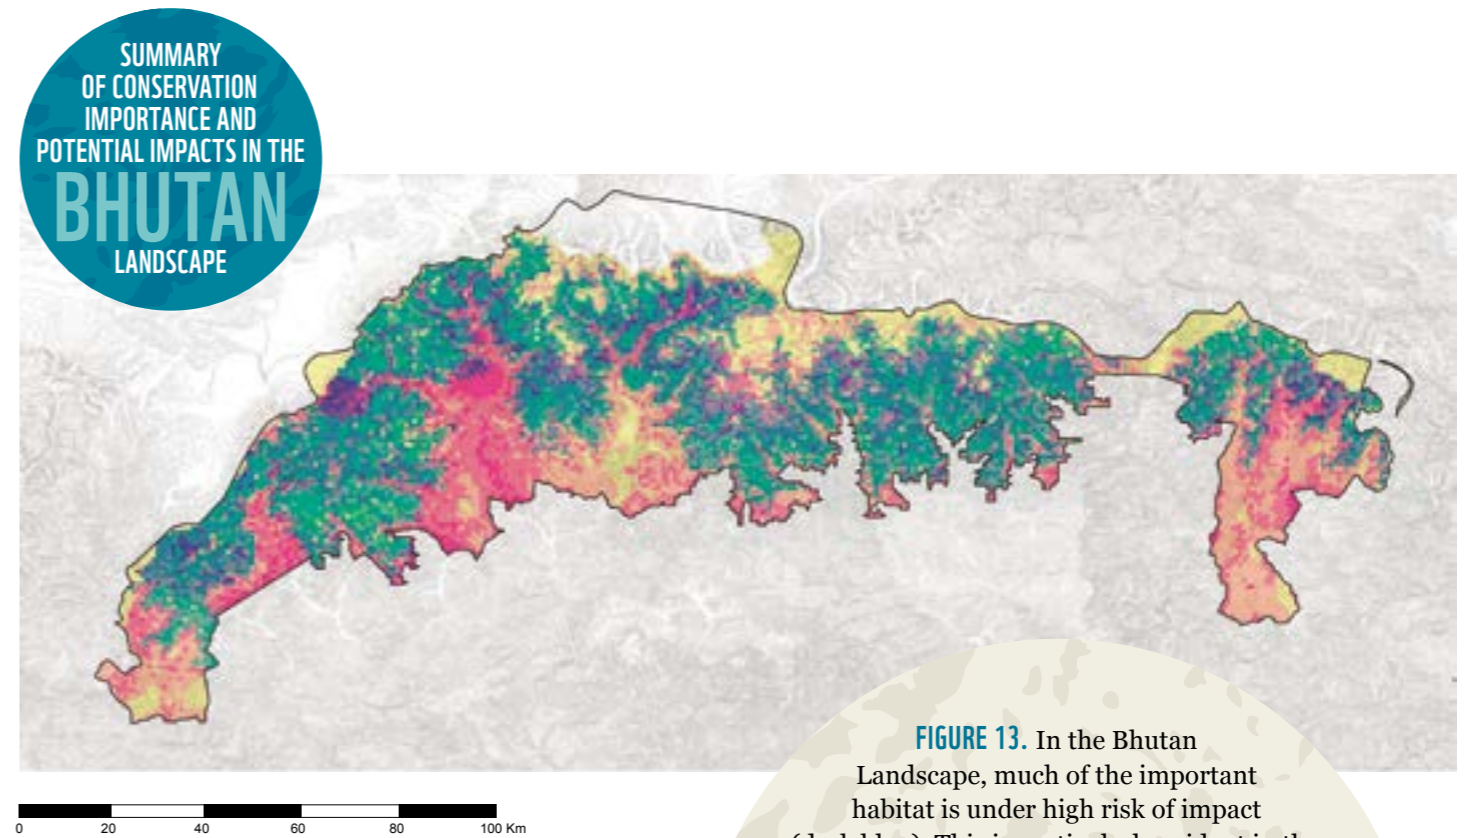 SUMMARY
OF CONSERVATION
IMPORTANCE AND
POTENTIAL IMPACTS IN THE
BHUTAN
LANDSCAPE
0 20 40 60 80 100 Km
FIGURE 13. In the Bhutan
Landscape, much of the important
habitat is under high risk of impact